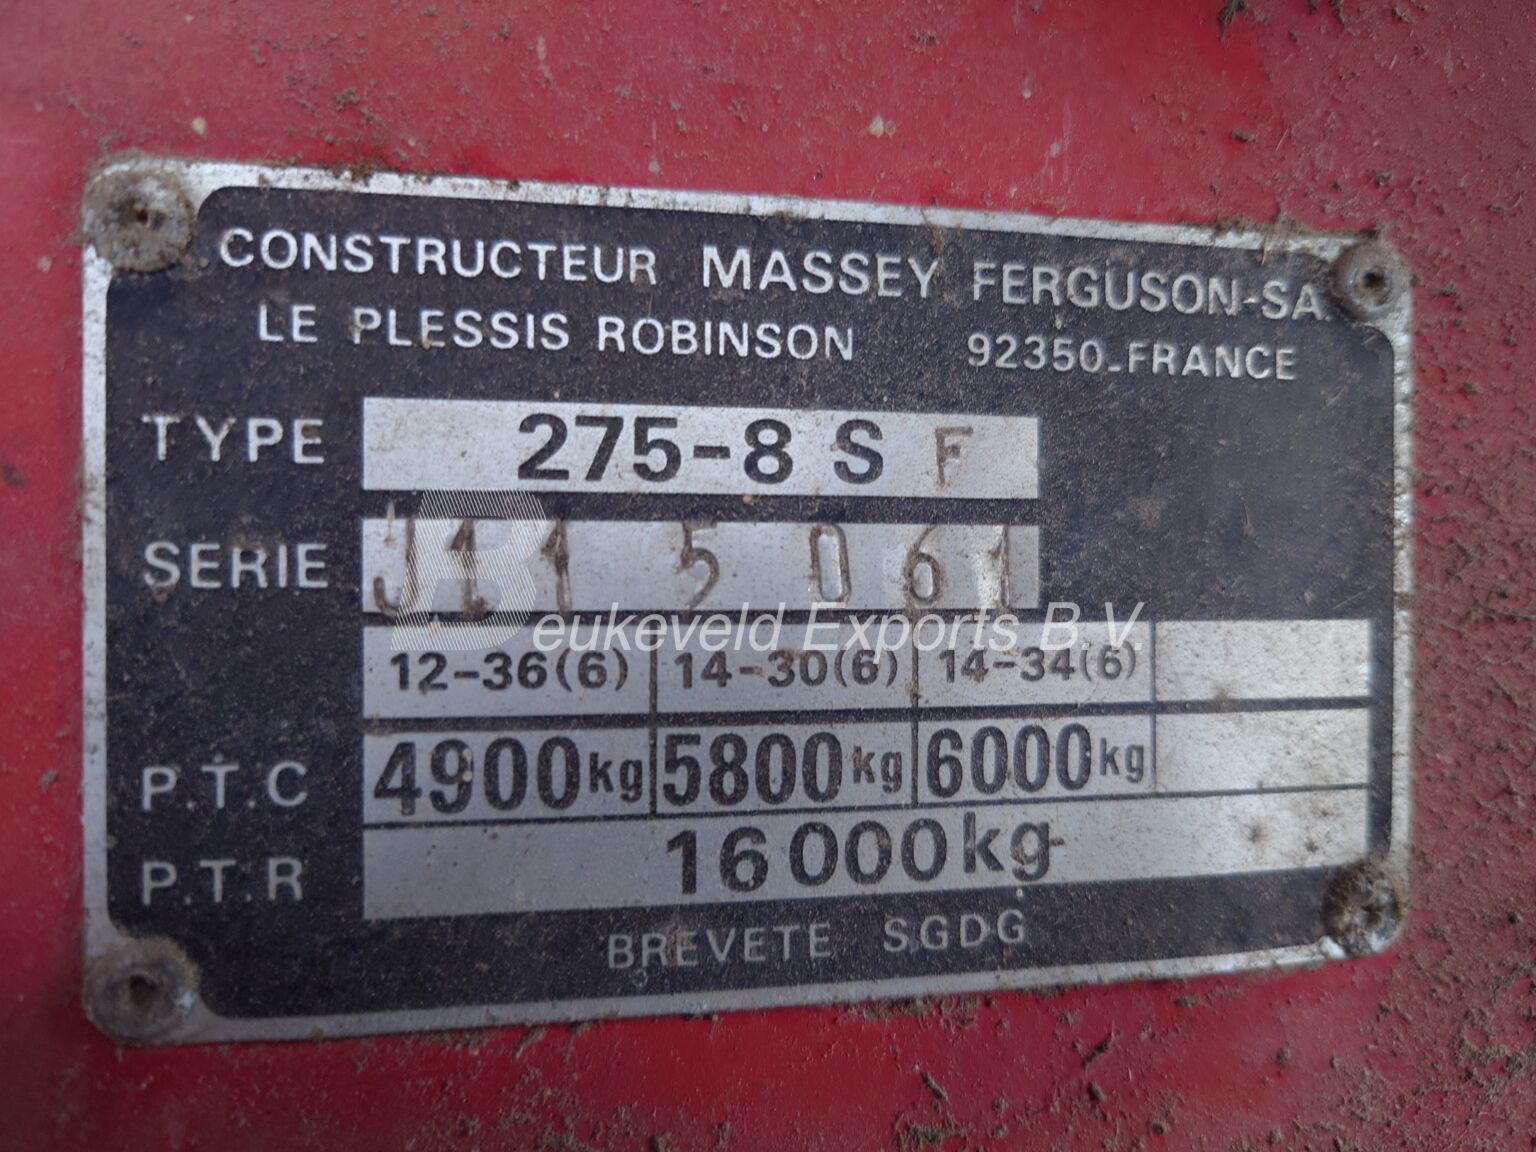 CONSTRUCTEUR MASSEY FERGUSON-SA.
LE PLESSIS ROBINSON 92350-FRANCE
TYPE 275-8 S F
SERIE J115061
Beukeveld Exports B.V.
12-36(6) 14-30(6) 14-34(6)
P.T.C 4900kg 5800kg 6000kg
P.T.R 16000kg
BREVETE S.G.D.G